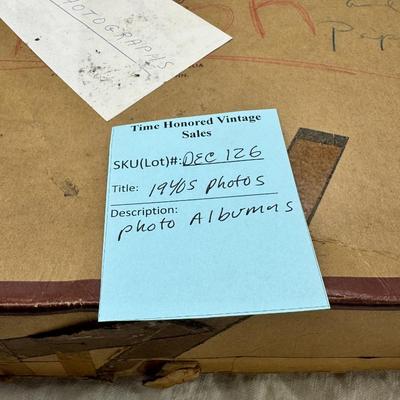 PHOTOGRAPHS
Time Honored Vintage
Sales
SKU(Lot)#: DEC 126
Title: 1940s Photos
Description:
Photo Albumns